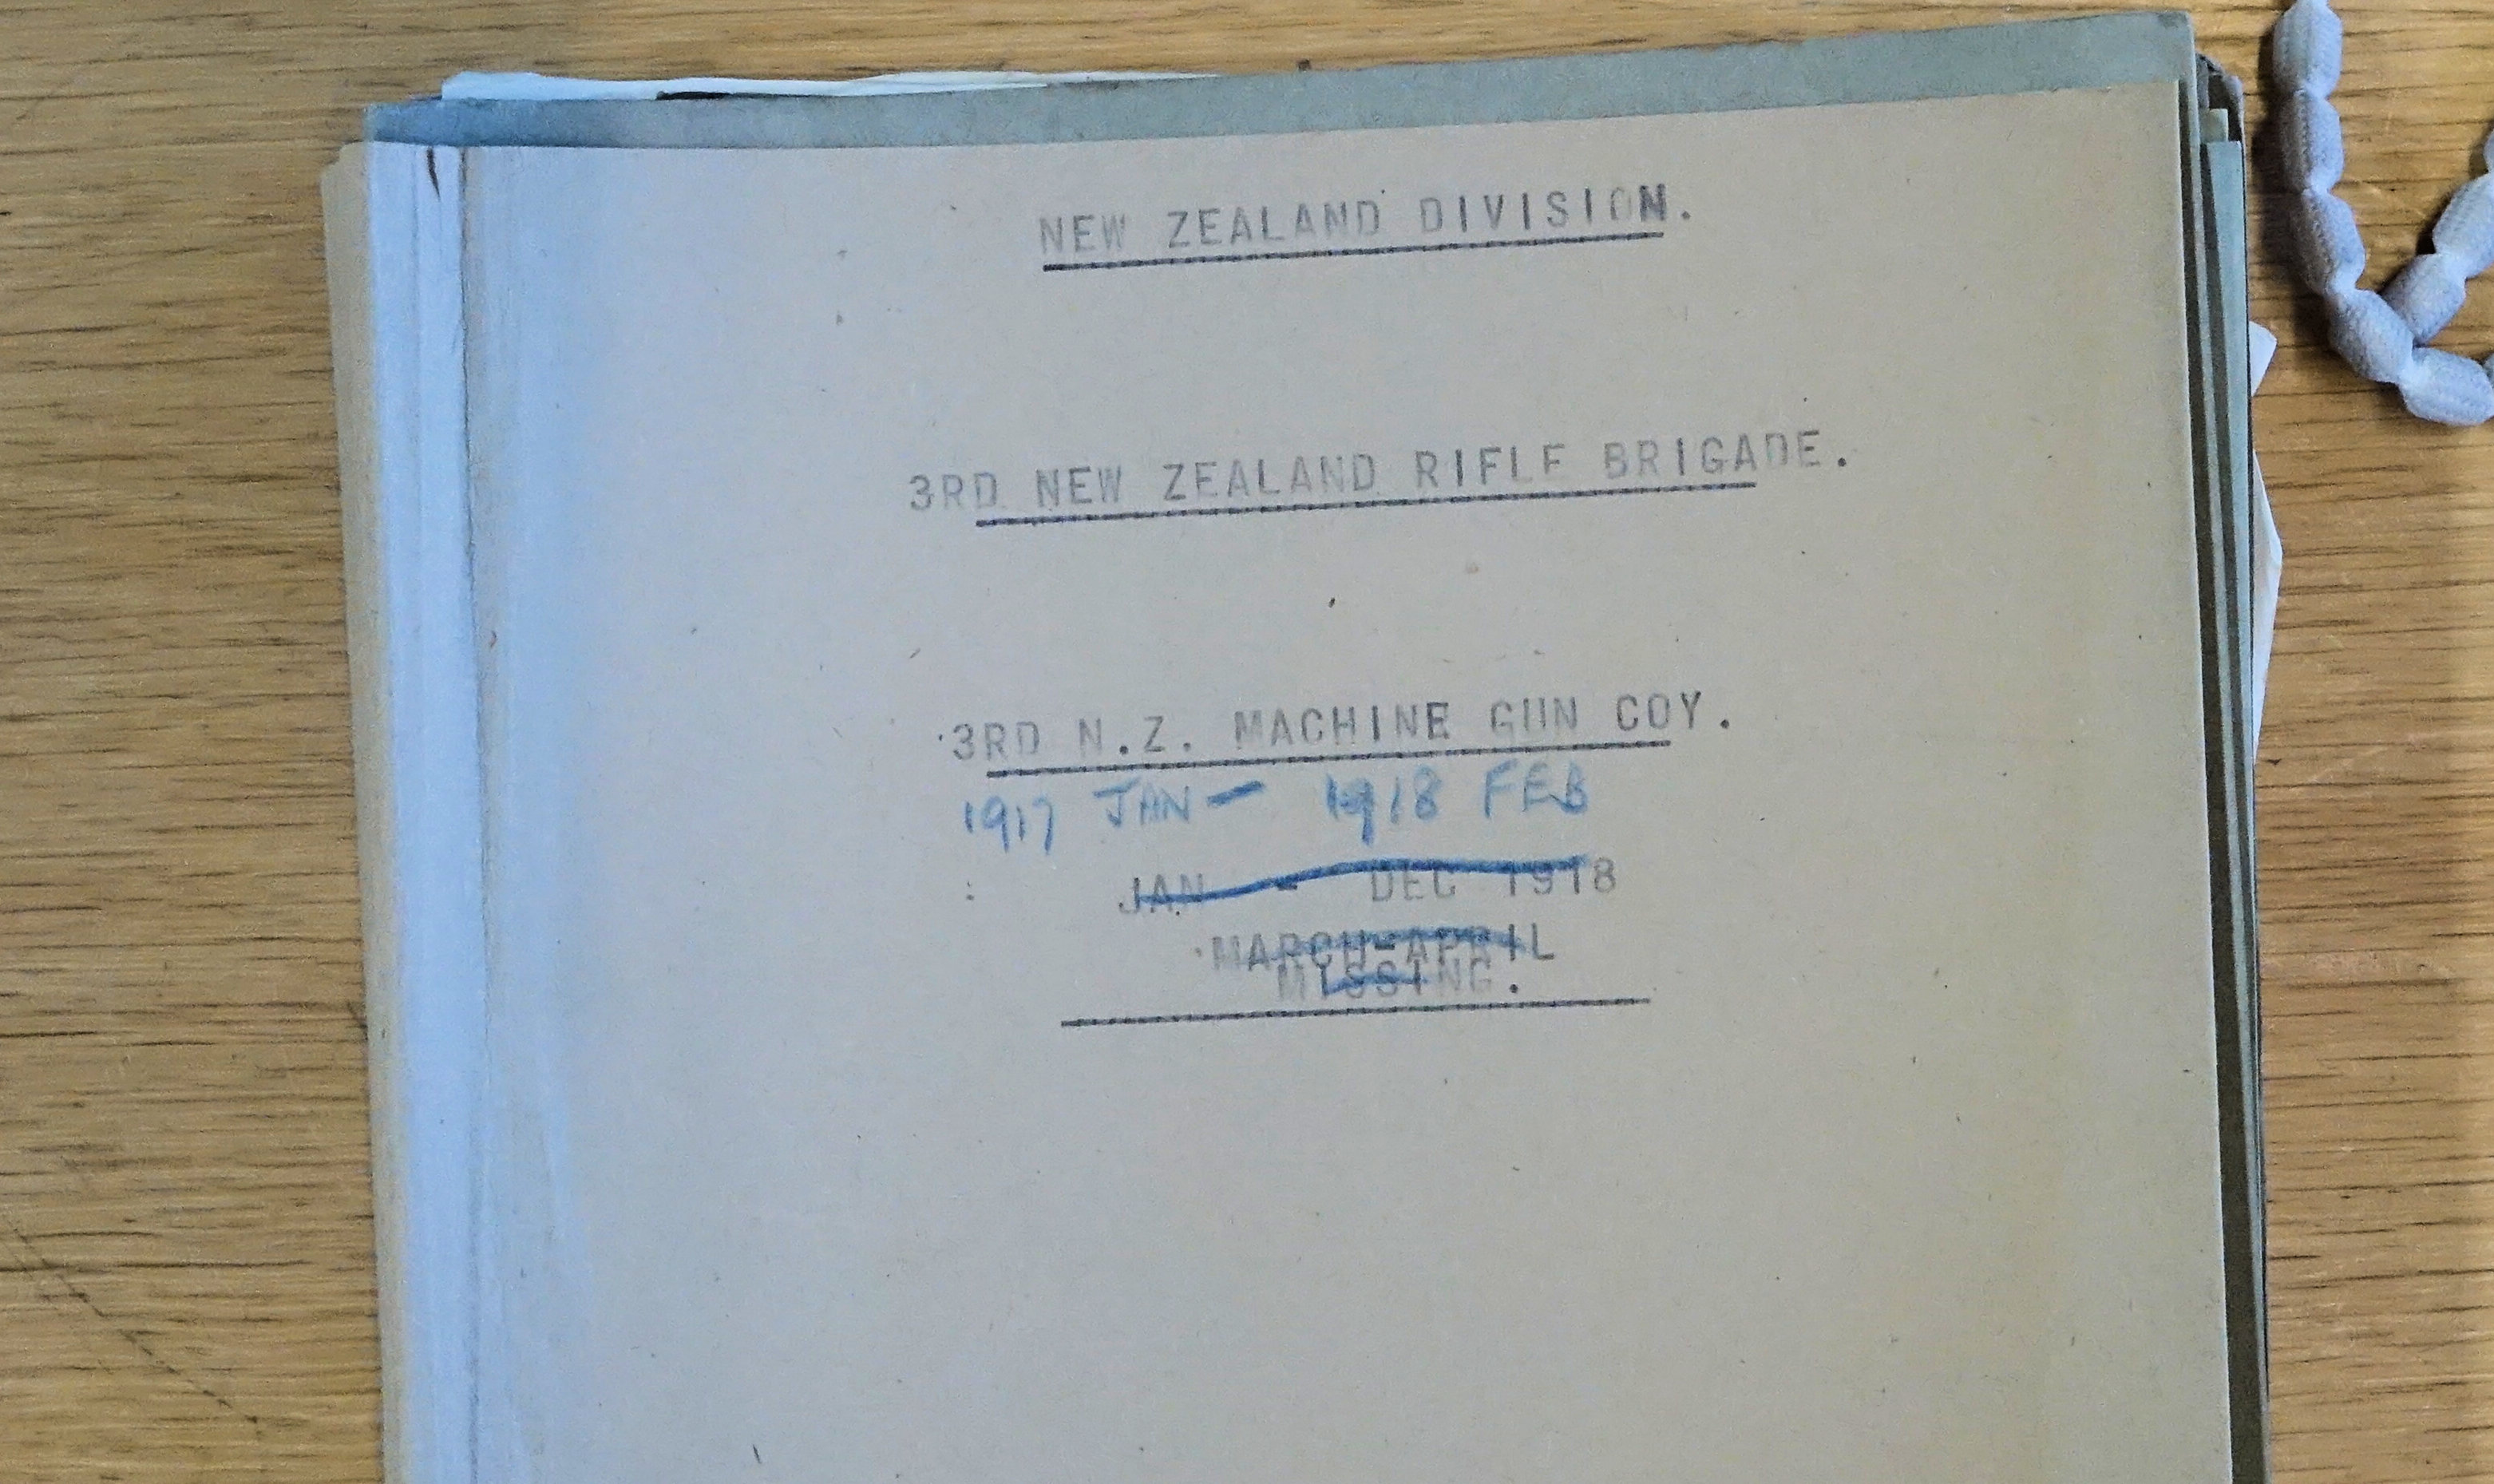 NEW ZEALAND DIVISION.
3RD NEW ZEALAND RIFLE BRIGADE.
3RD N.Z. MACHINE GUN COY.
1917 JAN - 1918 FEB
JAN - DEC 1918
MARCH-APRIL
MISSING.